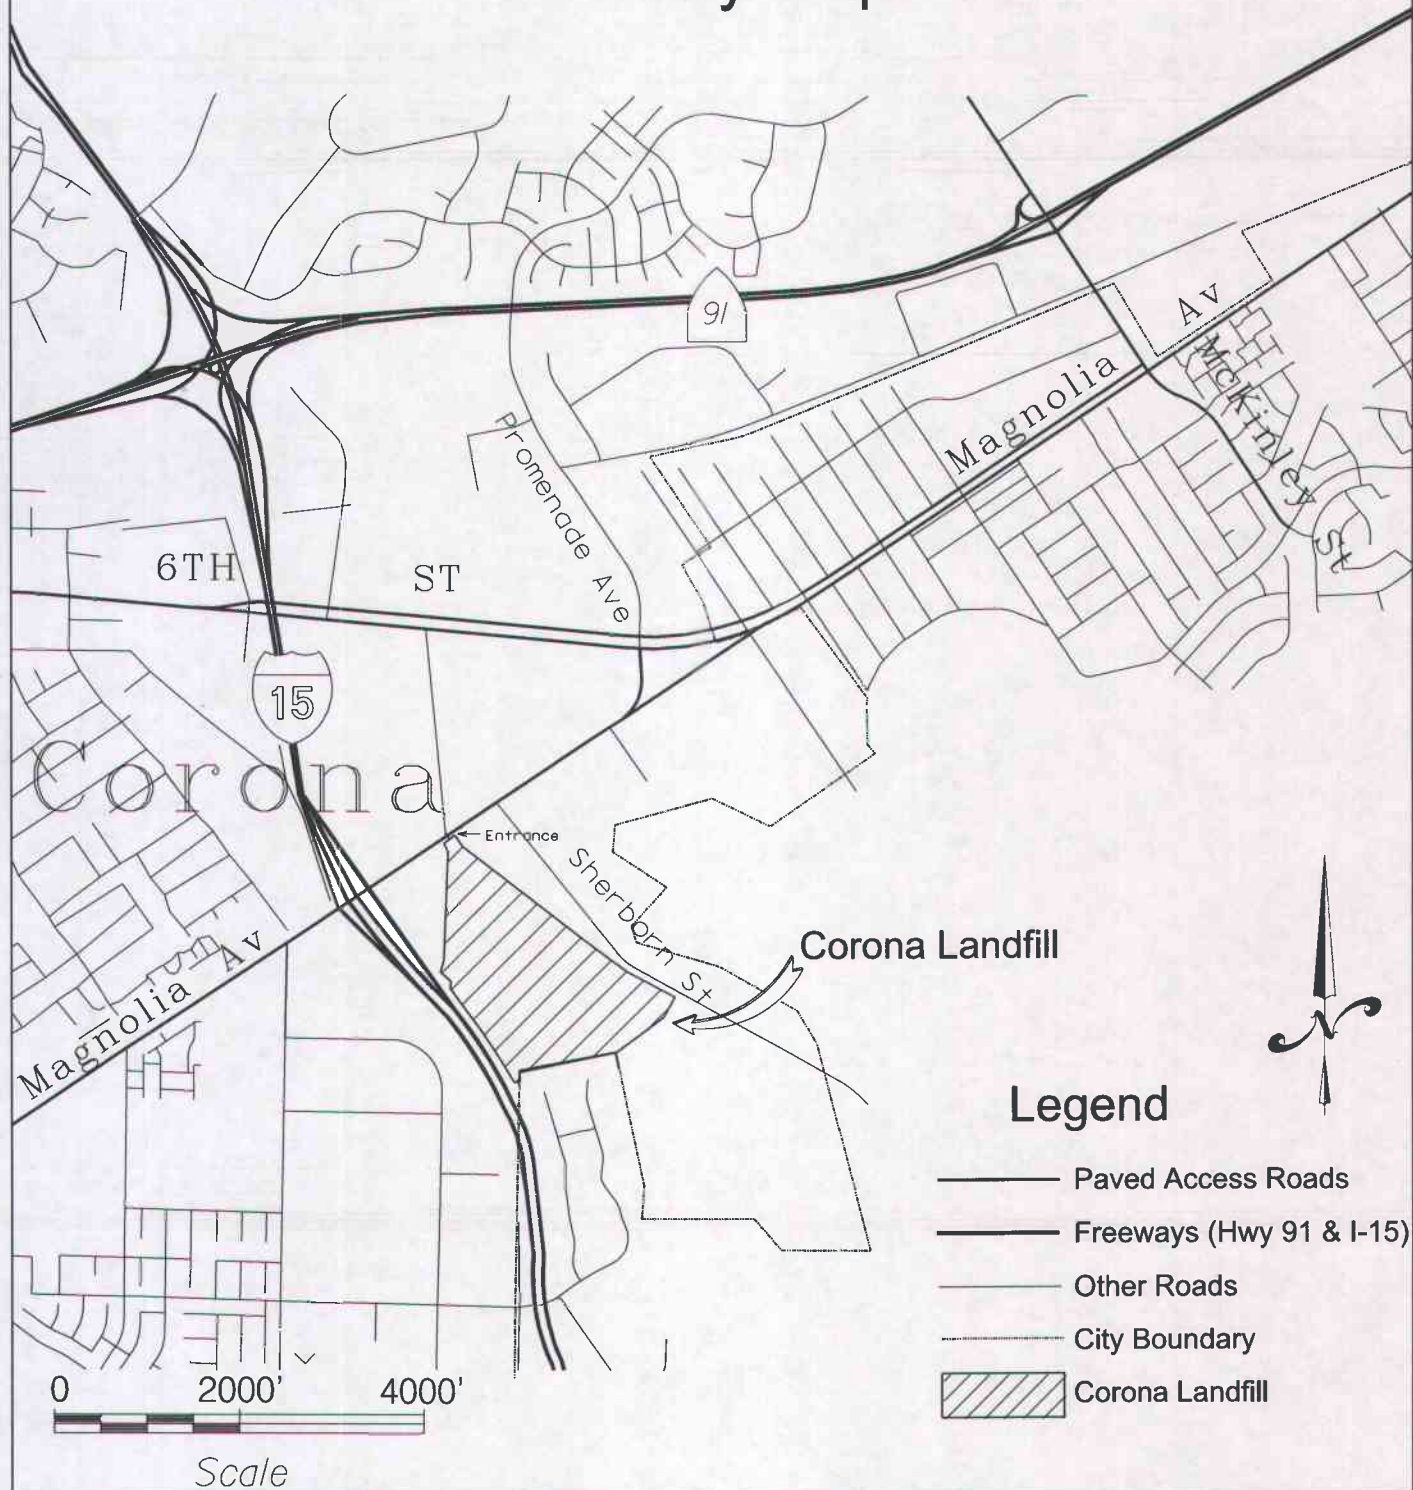 91
Av
Magnolia
McKinley St
Promenade Ave
6TH ST
15
Corona
Entrance
Sherborn St
Corona Landfill
Magnolia Av
N
Legend
Paved Access Roads
Freeways (Hwy 91 & I-15)
Other Roads
City Boundary
Corona Landfill
0 2000' 4000'
Scale